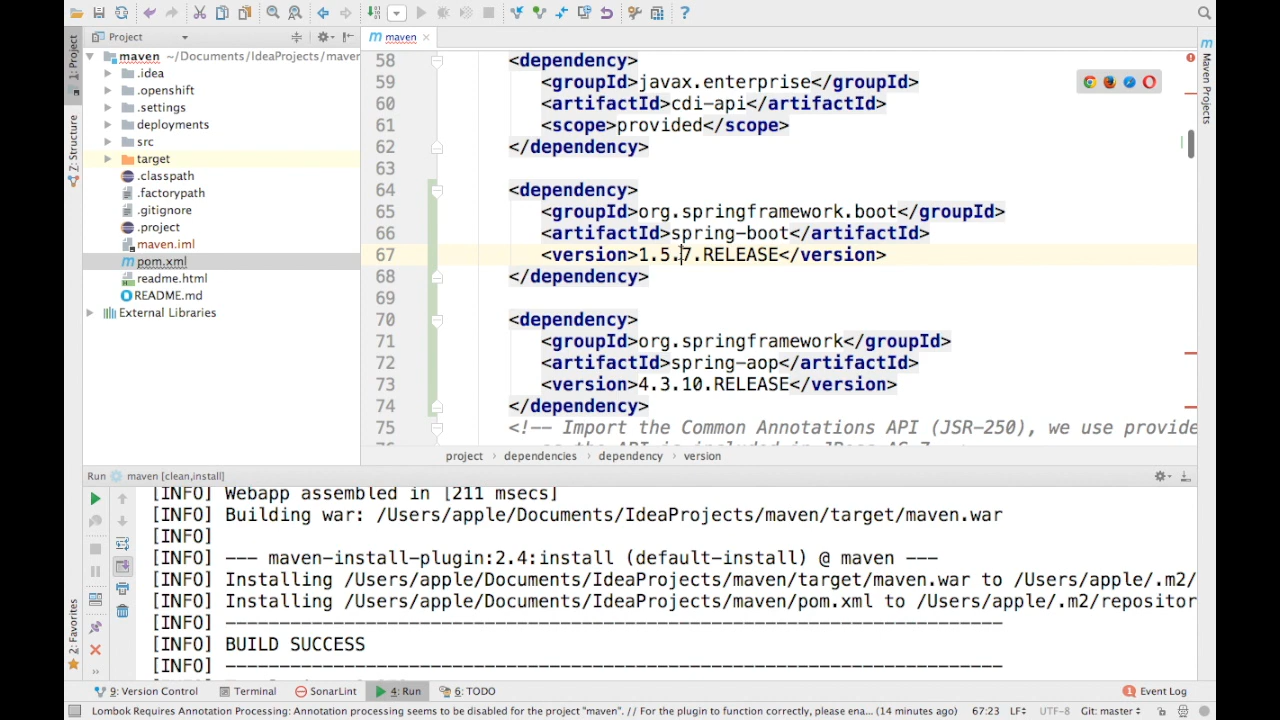 Project
maven
1: Project
maven ~/Documents/IdeaProjects/maven
.idea
.openshift
.settings
deployments
src
target
.classpath
.factorypath
.gitignore
.project
maven.iml
pom.xml
readme.html
README.md
External Libraries
7: Structure
Maven Projects
58 <dependency>
59 <groupId>javax.enterprise</groupId>
60 <artifactId>cdi-api</artifactId>
61 <scope>provided</scope>
62 </dependency>
63
64 <dependency>
65 <groupId>org.springframework.boot</groupId>
66 <artifactId>spring-boot</artifactId>
67 <version>1.5.7.RELEASE</version>
68 </dependency>
69
70 <dependency>
71 <groupId>org.springframework</groupId>
72 <artifactId>spring-aop</artifactId>
73 <version>4.3.10.RELEASE</version>
74 </dependency>
75 <!-- Import the Common Annotations API (JSR-250), we use provide
project dependencies dependency version
Run maven [clean,install]
[INFO] Webapp assembled in [211 msecs]
[INFO] Building war: /Users/apple/Documents/IdeaProjects/maven/target/maven.war
[INFO]
[INFO] --- maven-install-plugin:2.4:install (default-install) @ maven ---
[INFO] Installing /Users/apple/Documents/IdeaProjects/maven/target/maven.war to /Users/apple/.m2/
[INFO] Installing /Users/apple/Documents/IdeaProjects/maven/pom.xml to /Users/apple/.m2/repositor
[INFO] ------------------------------------------------------------------------
[INFO] BUILD SUCCESS
[INFO] ------------------------------------------------------------------------
2: Favorites
9: Version Control Terminal SonarLint 4: Run 6: TODO 1 Event Log
Lombok Requires Annotation Processing: Annotation processing seems to be disabled for the project "maven". // For the plugin to function correctly, please ena... (14 minutes ago) 67:23 LF÷ UTF-8 Git: master